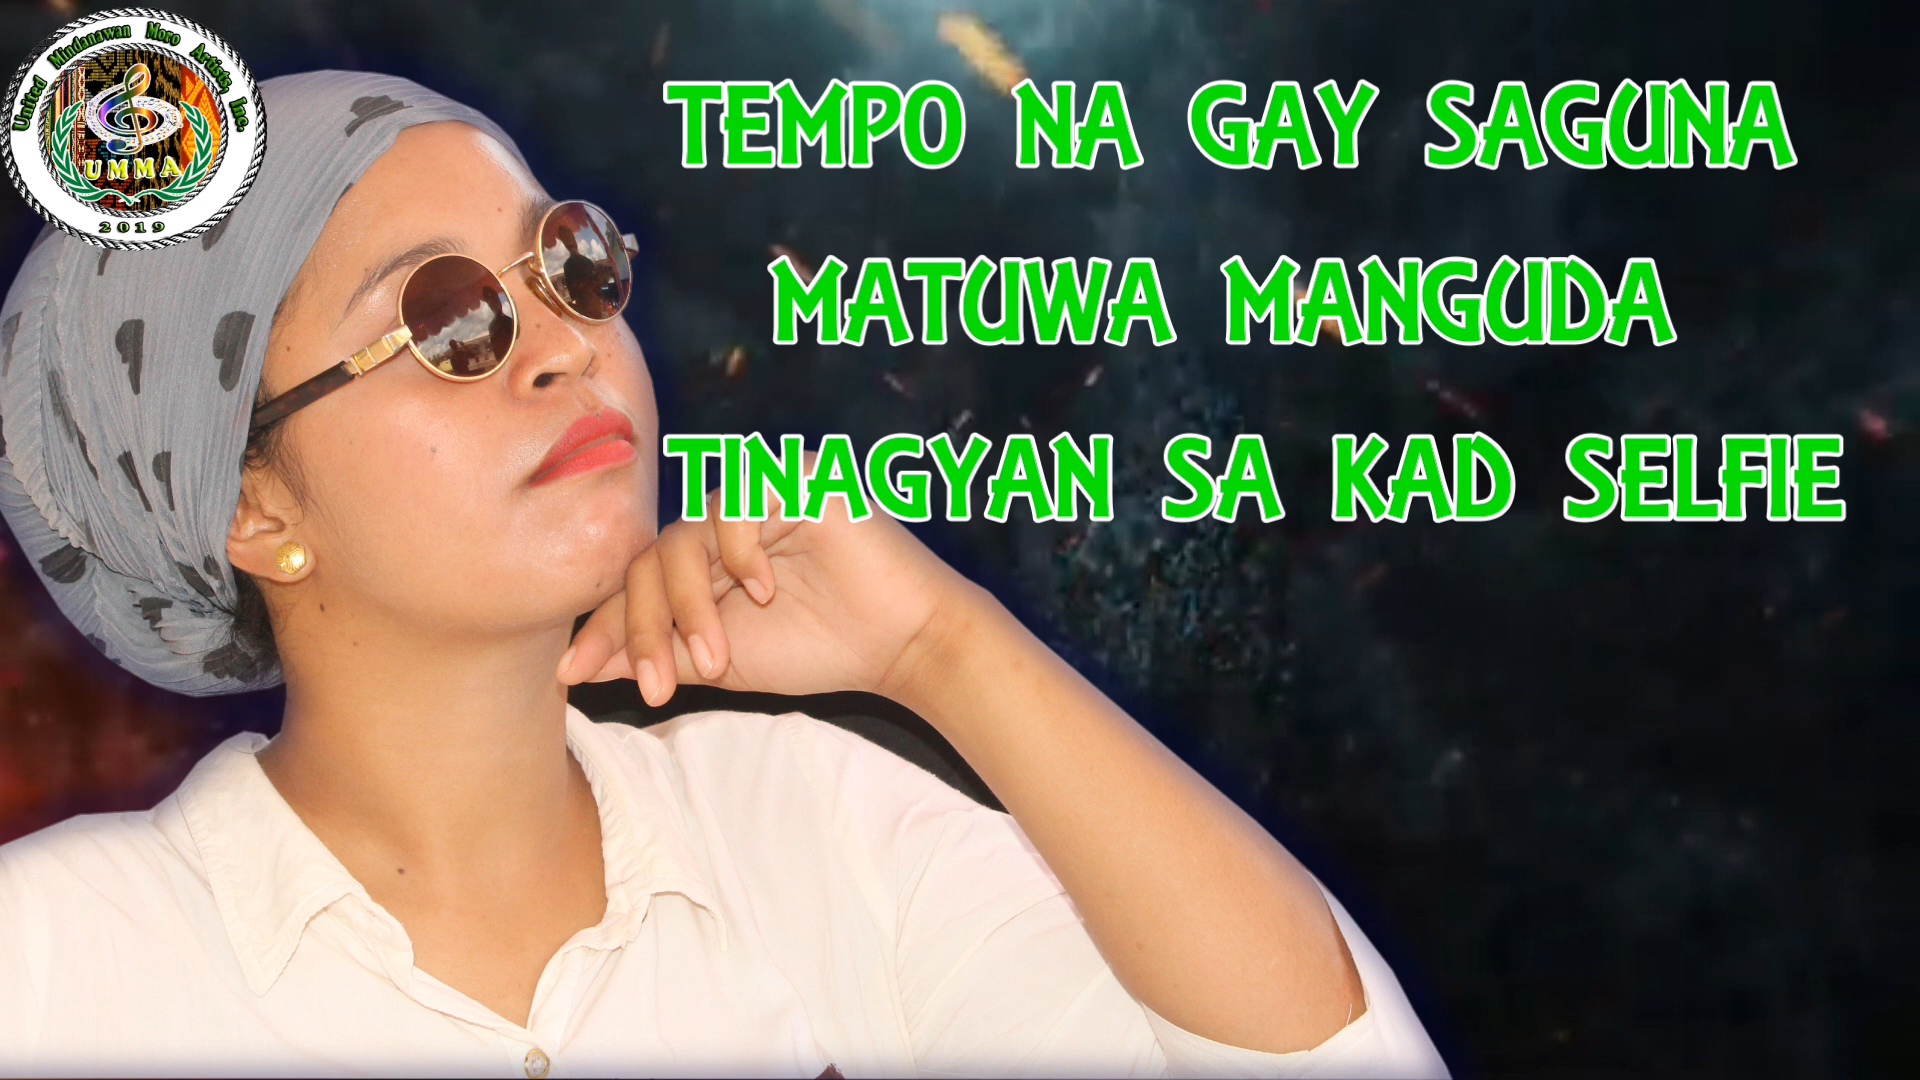 United Mindanawan Moro Artists, Inc.
UMMA
2019
TEMPO NA GAY SAGUNA
MATUWA MANGUDA
TINAGYAN SA KAD SELFIE